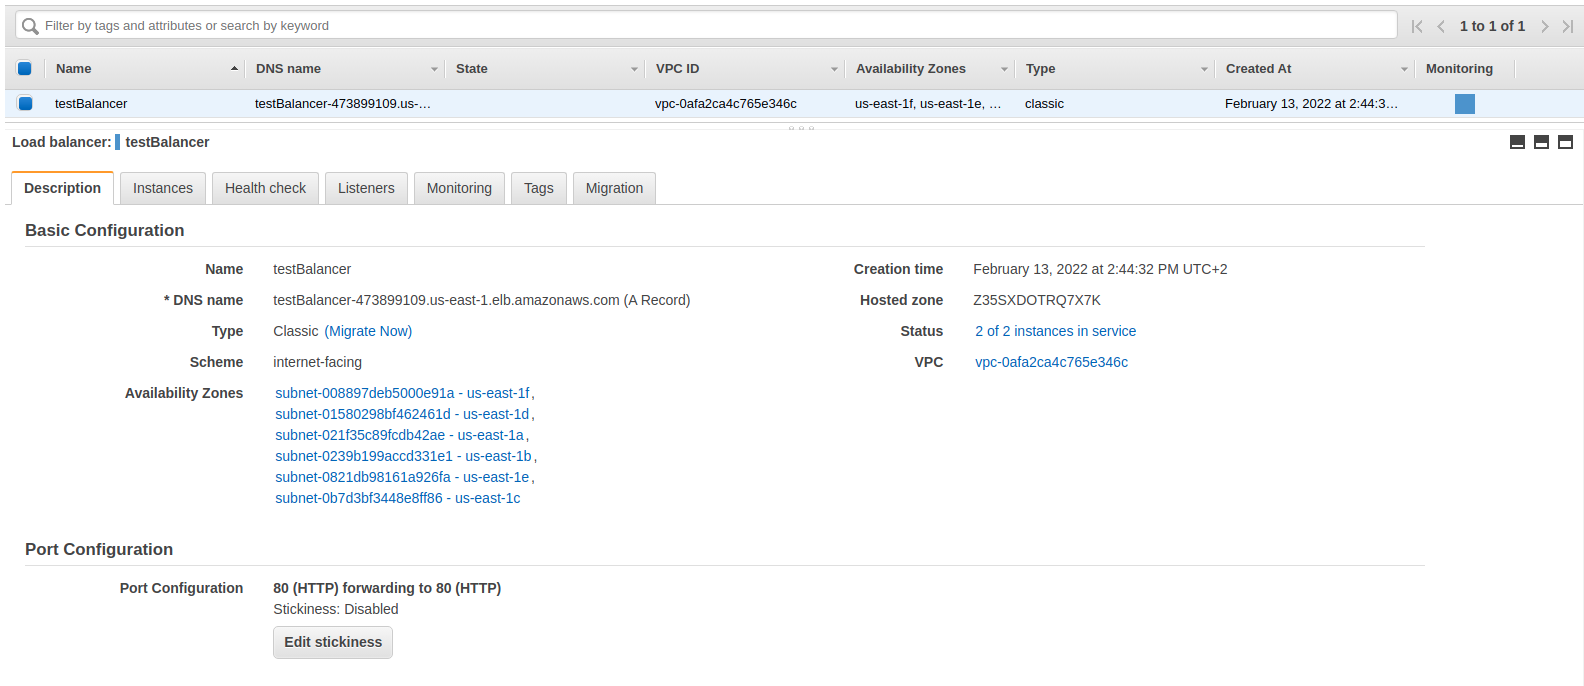 Filter by tags and attributes or search by keyword
1 to 1 of 1
Name DNS name State VPC ID Availability Zones Type Created At Monitoring
testBalancer testBalancer-473899109.us-... vpc-0afa2ca4c765e346c us-east-1f, us-east-1e, ... classic February 13, 2022 at 2:44:3...
Load balancer: testBalancer
Description Instances Health check Listeners Monitoring Tags Migration
Basic Configuration
Name testBalancer Creation time February 13, 2022 at 2:44:32 PM UTC+2
* DNS name testBalancer-473899109.us-east-1.elb.amazonaws.com (A Record) Hosted zone Z35SXDOTRQ7X7K
Type Classic (Migrate Now) Status 2 of 2 instances in service
Scheme internet-facing VPC vpc-0afa2ca4c765e346c
Availability Zones subnet-008897deb5000e91a - us-east-1f,
subnet-01580298bf462461d - us-east-1d,
subnet-021f35c89fcdb42ae - us-east-1a,
subnet-0239b199accd331e1 - us-east-1b,
subnet-0821db98161a926fa - us-east-1e,
subnet-0b7d3bf3448e8ff86 - us-east-1c
Port Configuration
Port Configuration 80 (HTTP) forwarding to 80 (HTTP)
Stickiness: Disabled
Edit stickiness